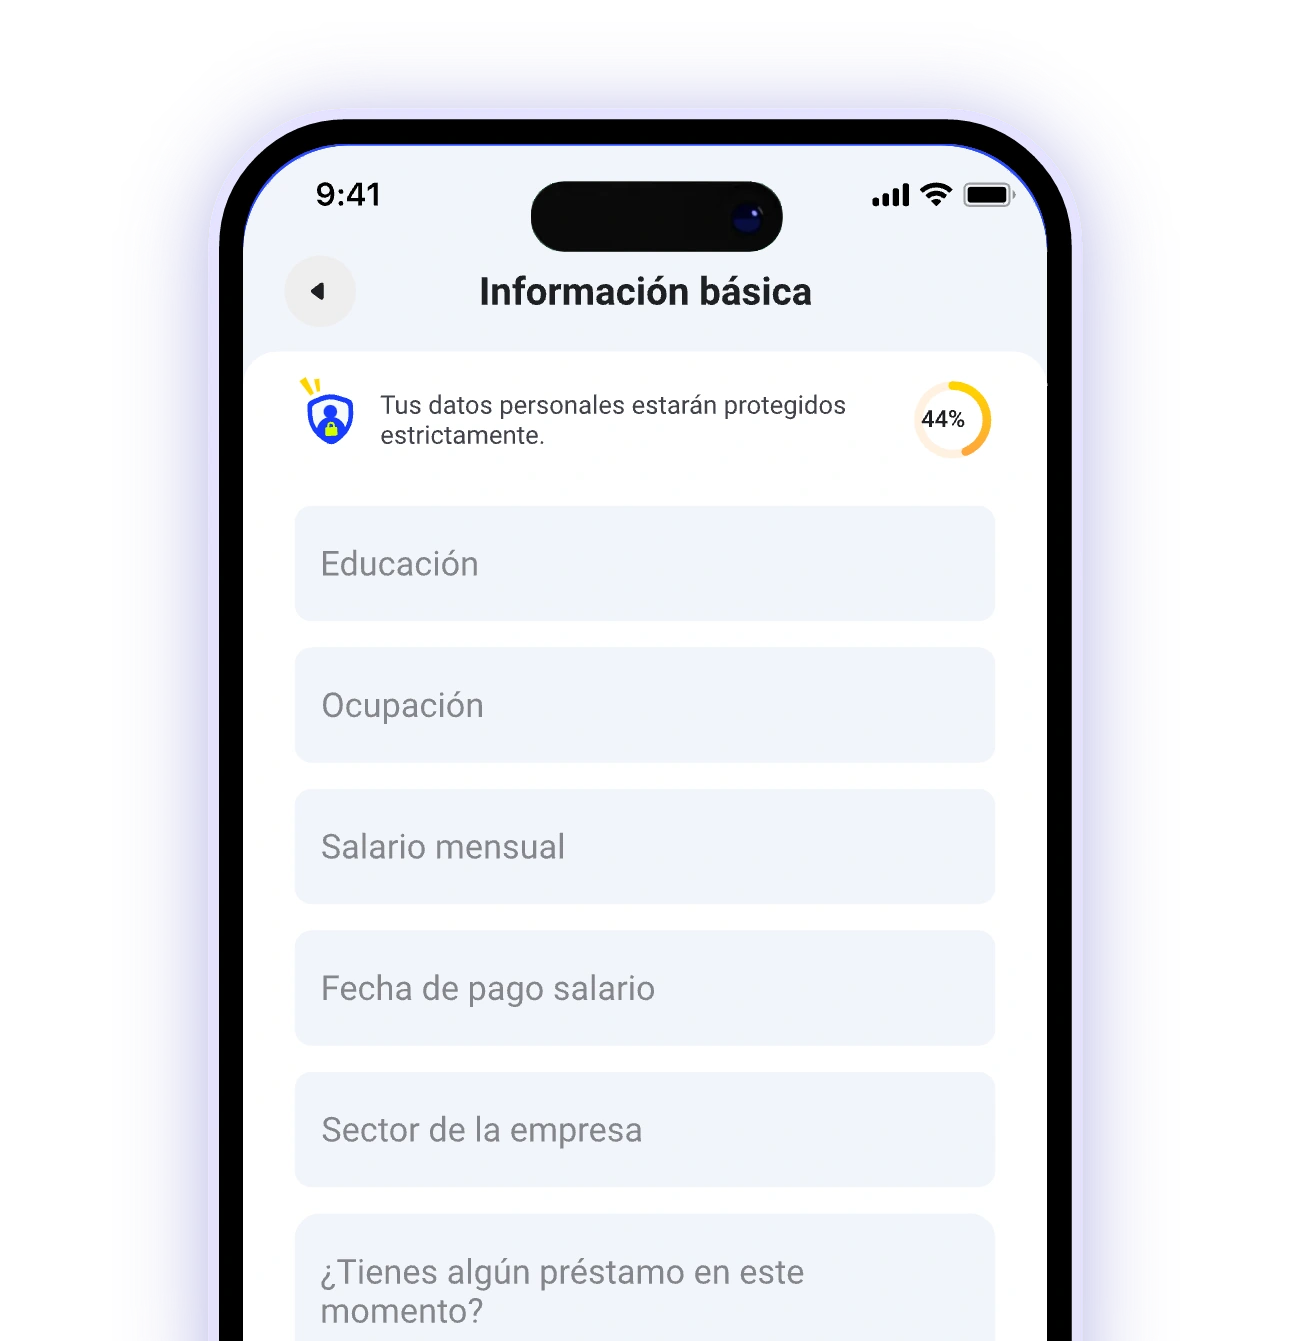 9:41
Información básica
Tus datos personales estarán protegidos
estrictamente.
44%
Educación
Ocupación
Salario mensual
Fecha de pago salario
Sector de la empresa
¿Tienes algún préstamo en este
momento?